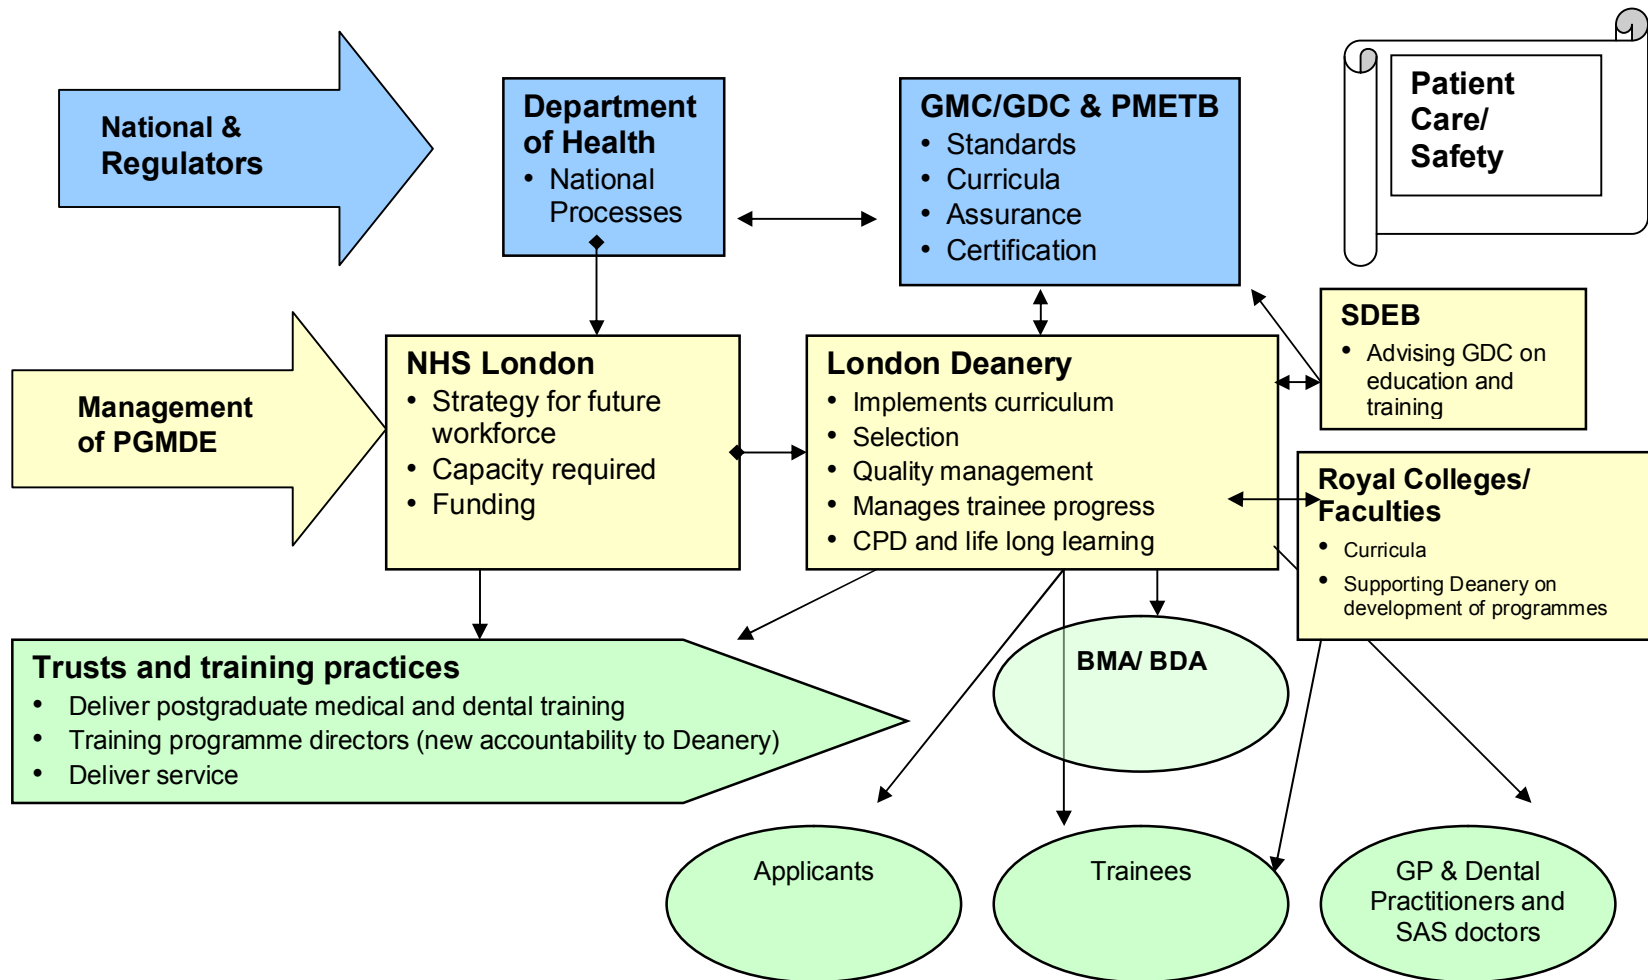 National &
Regulators
Department
of Health
• National
Processes
GMC/GDC & PMETB
• Standards
• Curricula
• Assurance
• Certification
Patient
Care/
Safety
Management
of PGMDE
NHS London
• Strategy for future
workforce
• Capacity required
• Funding
London Deanery
• Implements curriculum
• Selection
• Quality management
• Manages trainee progress
• CPD and life long learning
SDEB
• Advising GDC on
education and
training
Royal Colleges/
Faculties
• Curricula
• Supporting Deanery on
development of programmes
Trusts and training practices
• Deliver postgraduate medical and dental training
• Training programme directors (new accountability to Deanery)
• Deliver service
BMA/ BDA
Applicants
Trainees
GP & Dental
Practitioners and
SAS doctors